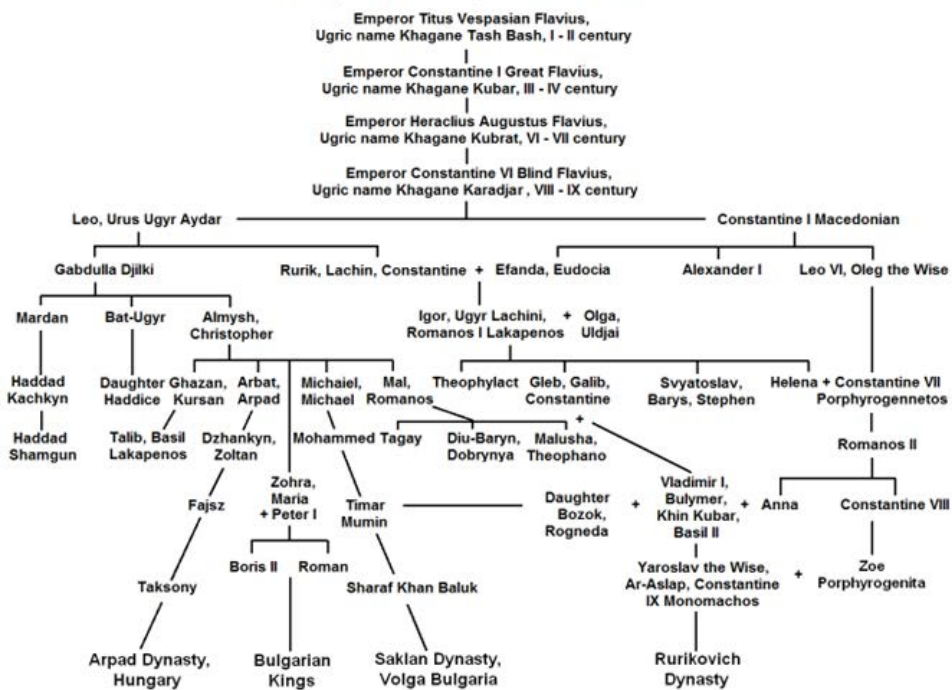 Emperor Titus Vespasian Flavius,
Ugric name Khagane Tash Bash, I - II century
Emperor Constantine I Great Flavius,
Ugric name Khagane Kubar, III - IV century
Emperor Heraclius Augustus Flavius,
Ugric name Khagane Kubrat, VI - VII century
Emperor Constantine VI Blind Flavius,
Ugric name Khagane Karadjar , VIII - IX century
Leo, Urus Ugyr Aydar
Constantine I Macedonian
Gabdulla Djilki
Rurik, Lachin, Constantine +
Efanda, Eudocia
Alexander I
Leo VI, Oleg the Wise
Mardan
Bat-Ugyr
Almysh,
Christopher
Igor, Ugyr Lachini,
Romanos I Lakapenos
+ Olga,
Uldjai
Haddad
Kachkyn
Daughter
Haddice
Ghazan,
Kursan
Arbat,
Arpad
Michaiel,
Michael
Mal,
Romanos
Theophylact
Gleb, Galib,
Constantine
Svyatoslav,
Barys, Stephen
Helena + Constantine VII
Porphyrogennetos
+
Haddad
Shamgun
Talib, Basil
Lakapenos
Dzhankyn,
Zoltan
Mohammed Tagay
Diu-Baryn,
Dobrynya
Malusha,
Theophano
Romanos II
Fajsz
Zohra,
Maria
+ Peter I
Timar
Mumin
Daughter
Bozok,
Rogneda
+
Vladimir I,
Bulymer,
Khin Kubar,
Basil II
+ Anna
Constantine VIII
Taksony
Boris II
Roman
Sharaf Khan Baluk
Yaroslav the Wise,
Ar-Aslap, Constantine
IX Monomachos
+
Zoe
Porphyrogenita
Arpad Dynasty,
Hungary
Bulgarian
Kings
Saklan Dynasty,
Volga Bulgaria
Rurikovich
Dynasty